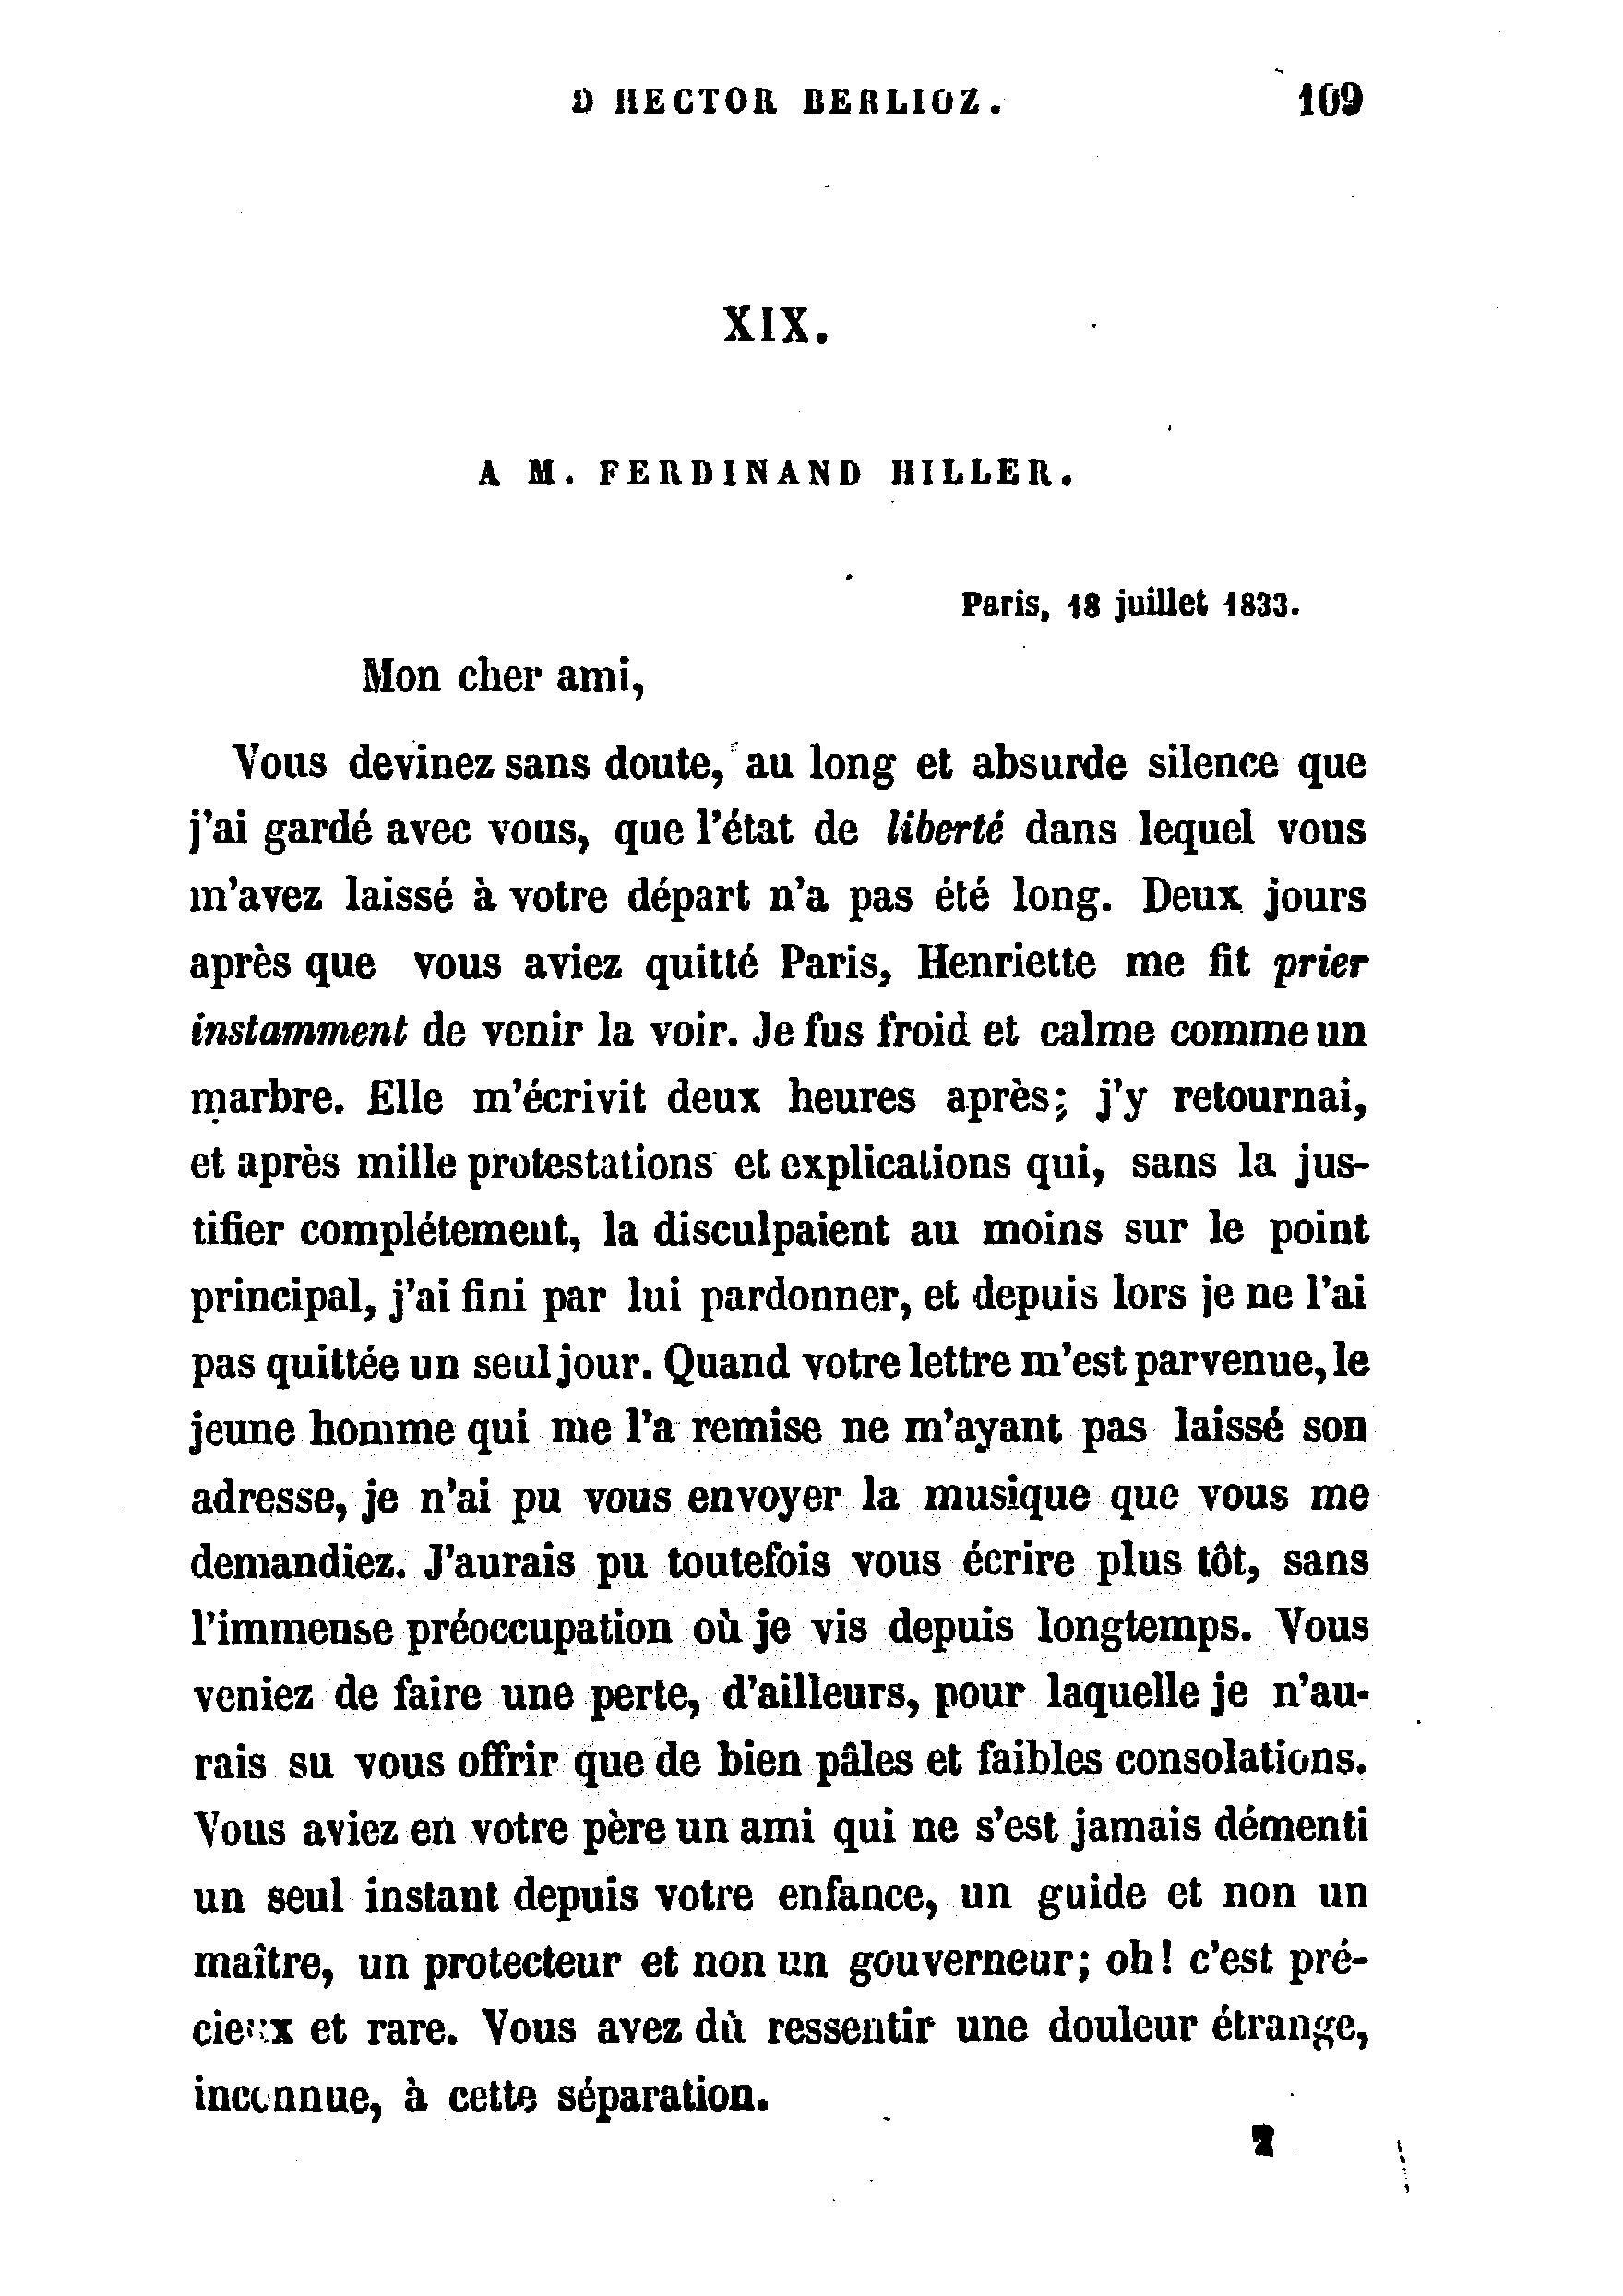 D HECTOR BERLIOZ. 109
XIX.
A M. FERDINAND HILLER.
Paris, 18 juillet 1833.
Mon cher ami,
Vous devinez sans doute, au long et absurde silence que
j'ai gardé avec vous, que l'état de liberté dans lequel vous
m'avez laissé à votre départ n'a pas été long. Deux jours
après que vous aviez quitté Paris, Henriette me fit prier
instamment de venir la voir. Je fus froid et calme comme un
marbre. Elle m'écrivit deux heures après; j'y retournai,
et après mille protestations et explications qui, sans la jus-
tifier complétement, la disculpaient au moins sur le point
principal, j'ai fini par lui pardonner, et depuis lors je ne l'ai
pas quittée un seul jour. Quand votre lettre m'est parvenue, le
jeune homme qui me l'a remise ne m'ayant pas laissé son
adresse, je n'ai pu vous envoyer la musique que vous me
demandiez. J'aurais pu toutefois vous écrire plus tôt, sans
l'immense préoccupation où je vis depuis longtemps. Vous
veniez de faire une perte, d'ailleurs, pour laquelle je n'au-
rais su vous offrir que de bien pâles et faibles consolations.
Vous aviez en votre père un ami qui ne s'est jamais démenti
un seul instant depuis votre enfance, un guide et non un
maître, un protecteur et non un gouverneur; oh! c'est pré-
cieux et rare. Vous avez dû ressentir une douleur étrange,
inconnue, à cette séparation.
7